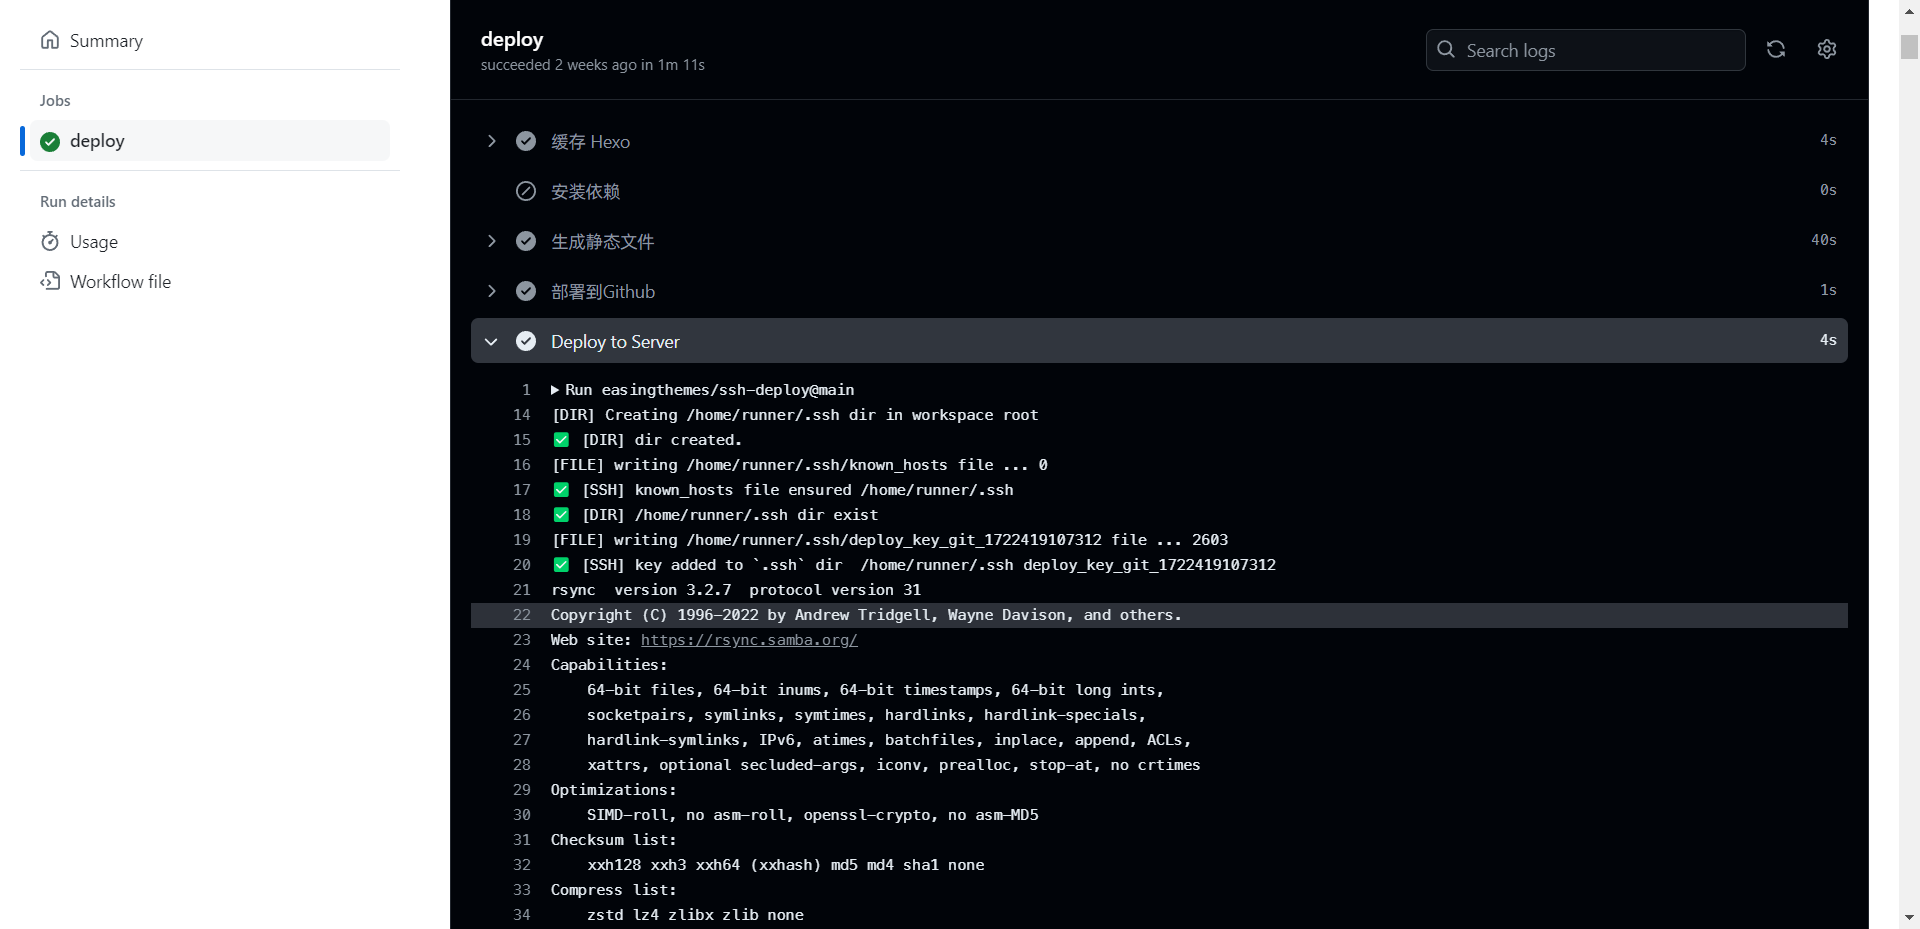 Summary
Jobs
deploy
Run details
Usage
Workflow file
deploy
succeeded 2 weeks ago in 1m 11s
Search logs
缓存 Hexo 4s
安装依赖 0s
生成静态文件 40s
部署到Github 1s
Deploy to Server 4s
1 Run easingthemes/ssh-deploy@main
14 [DIR] Creating /home/runner/.ssh dir in workspace root
15 ✅ [DIR] dir created.
16 [FILE] writing /home/runner/.ssh/known_hosts file ... 0
17 ✅ [SSH] known_hosts file ensured /home/runner/.ssh
18 ✅ [DIR] /home/runner/.ssh dir exist
19 [FILE] writing /home/runner/.ssh/deploy_key_git_1722419107312 file ... 2603
20 ✅ [SSH] key added to `.ssh` dir  /home/runner/.ssh deploy_key_git_1722419107312
21 rsync  version 3.2.7  protocol version 31
22 Copyright (C) 1996-2022 by Andrew Tridgell, Wayne Davison, and others.
23 Web site: https://rsync.samba.org/
24 Capabilities:
25     64-bit files, 64-bit inums, 64-bit timestamps, 64-bit long ints,
26     socketpairs, symlinks, symtimes, hardlinks, hardlink-specials,
27     hardlink-symlinks, IPv6, atimes, batchfiles, inplace, append, ACLs,
28     xattrs, optional secluded-args, iconv, prealloc, stop-at, no crtimes
29 Optimizations:
30     SIMD-roll, no asm-roll, openssl-crypto, no asm-MD5
31 Checksum list:
32     xxh128 xxh3 xxh64 (xxhash) md5 md4 sha1 none
33 Compress list:
34     zstd lz4 zlibx zlib none